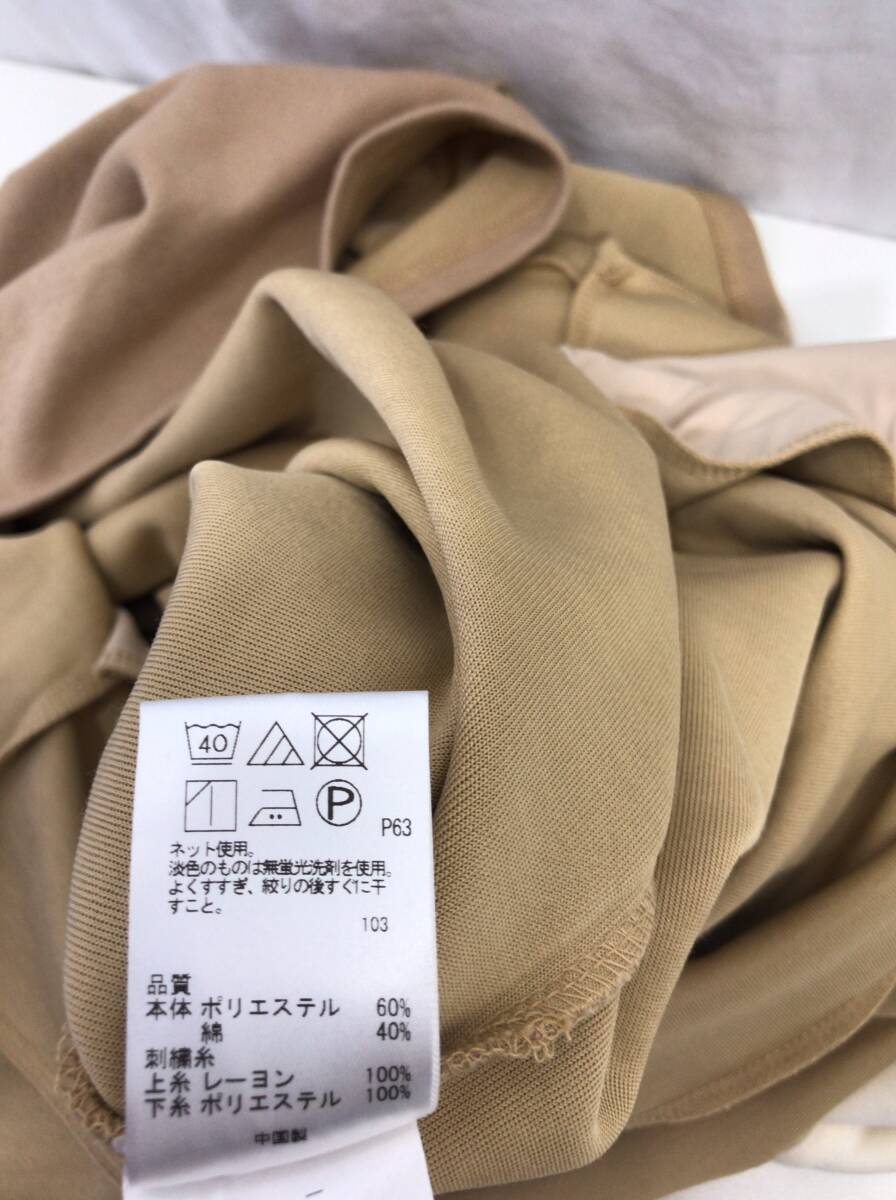 40
P P63
ネット使用。
淡色のものは無蛍光洗剤を使用。
よくすすぎ、絞りの後すぐに干
すこと。
103
品質
本体 ポリエステル 60%
綿 40%
刺繍糸
上糸 レーヨン 100%
下糸 ポリエステル 100%
中国製